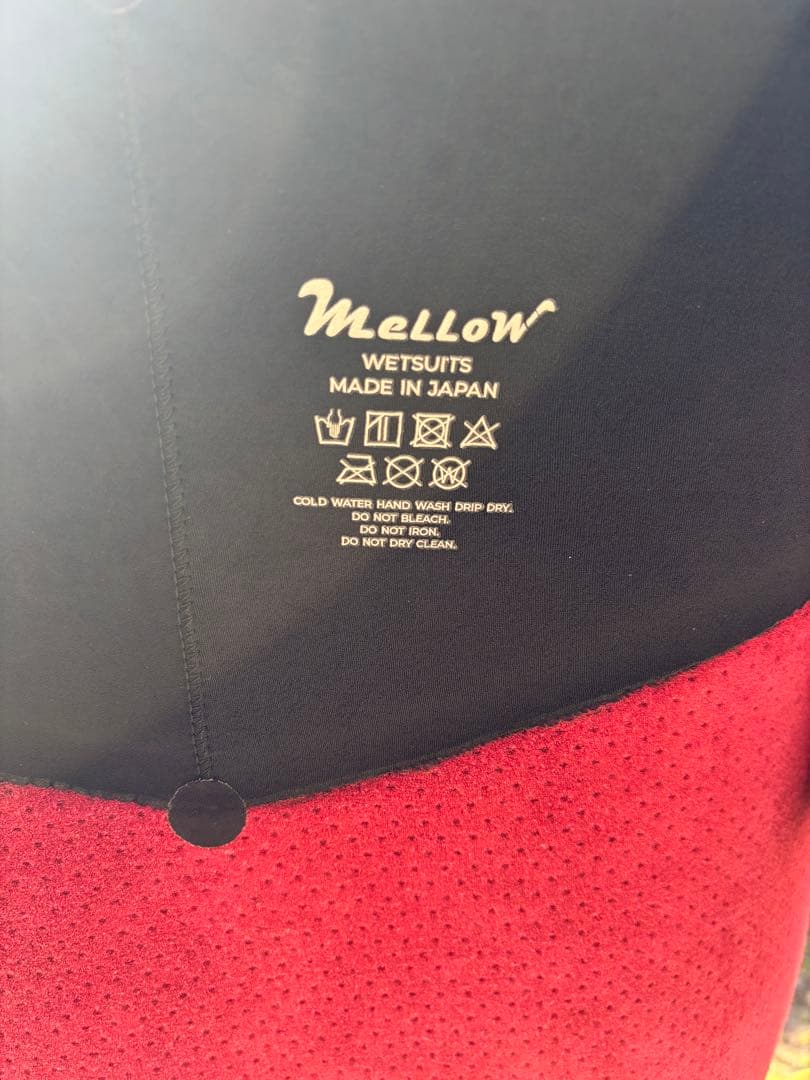 Mellow
WETSUITS
MADE IN JAPAN
W
COLD WATER HAND WASH DRIP DRY.
DO NOT BLEACH.
DO NOT IRON.
DO NOT DRY CLEAN.